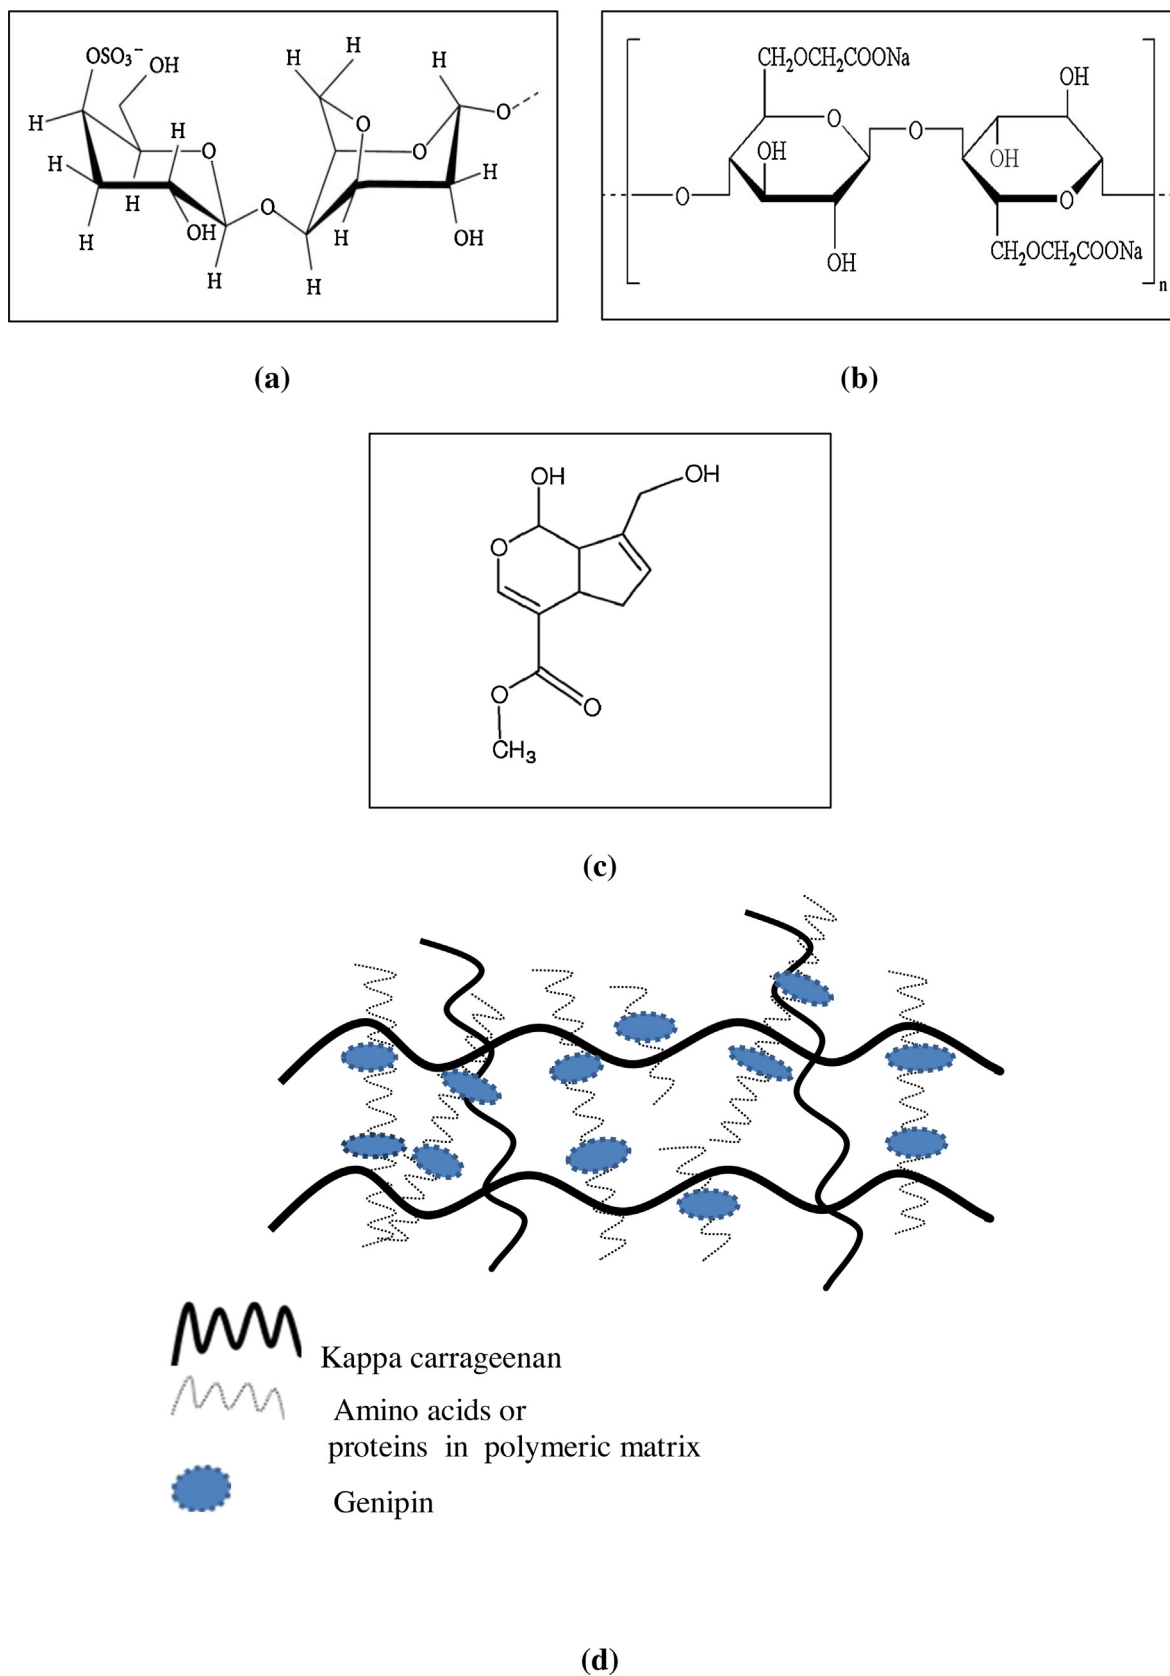 OSO₃⁻
OH
H
H
H
H
H
O
O
O
O
H
H
H
OH
O
H
H
OH
H
H
H
(a)
CH₂OCH₂COONa
OH
O
O
OH
OH
O
O
OH
CH₂OCH₂COONa
n
(b)
OH
OH
O
O
O
CH₃
(c)
Kappa carrageenan
Amino acids or
proteins in polymeric matrix
Genipin
(d)